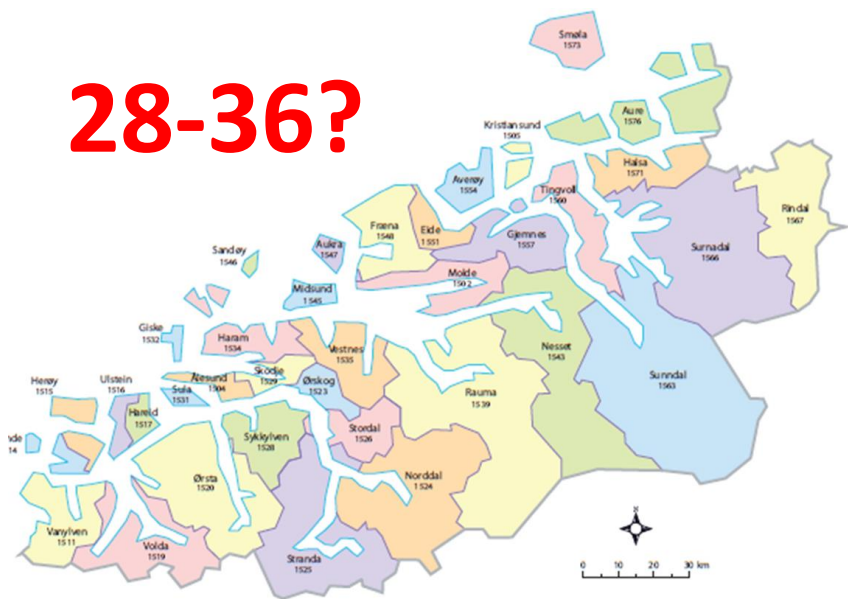 28-36?
Smøla
1573
Aure
1576
Kristiansund
1505
Halsa
1571
Averøy
1554
Tingvoll
1560
Rindal
1567
Fræna
1548
Eide
1551
Gjemnes
1557
Surnadal
1566
Sandøy
1546
Aukra
1547
Molde
1502
Midsund
1545
Giske
1532
Haram
1534
Vestnes
1535
Nesset
1543
Sunndal
1563
Herøy
1515
Ulstein
1516
Ålesund
1504
Skodje
1529
Ørskog
1523
Rauma
1539
Sula
1531
Hareid
1517
Stordal
1526
nde
14
Sykkylven
1528
Norddal
1524
Ørsta
1520
Vanylven
1511
Volda
1519
Stranda
1525
N
0 10 20 30 km